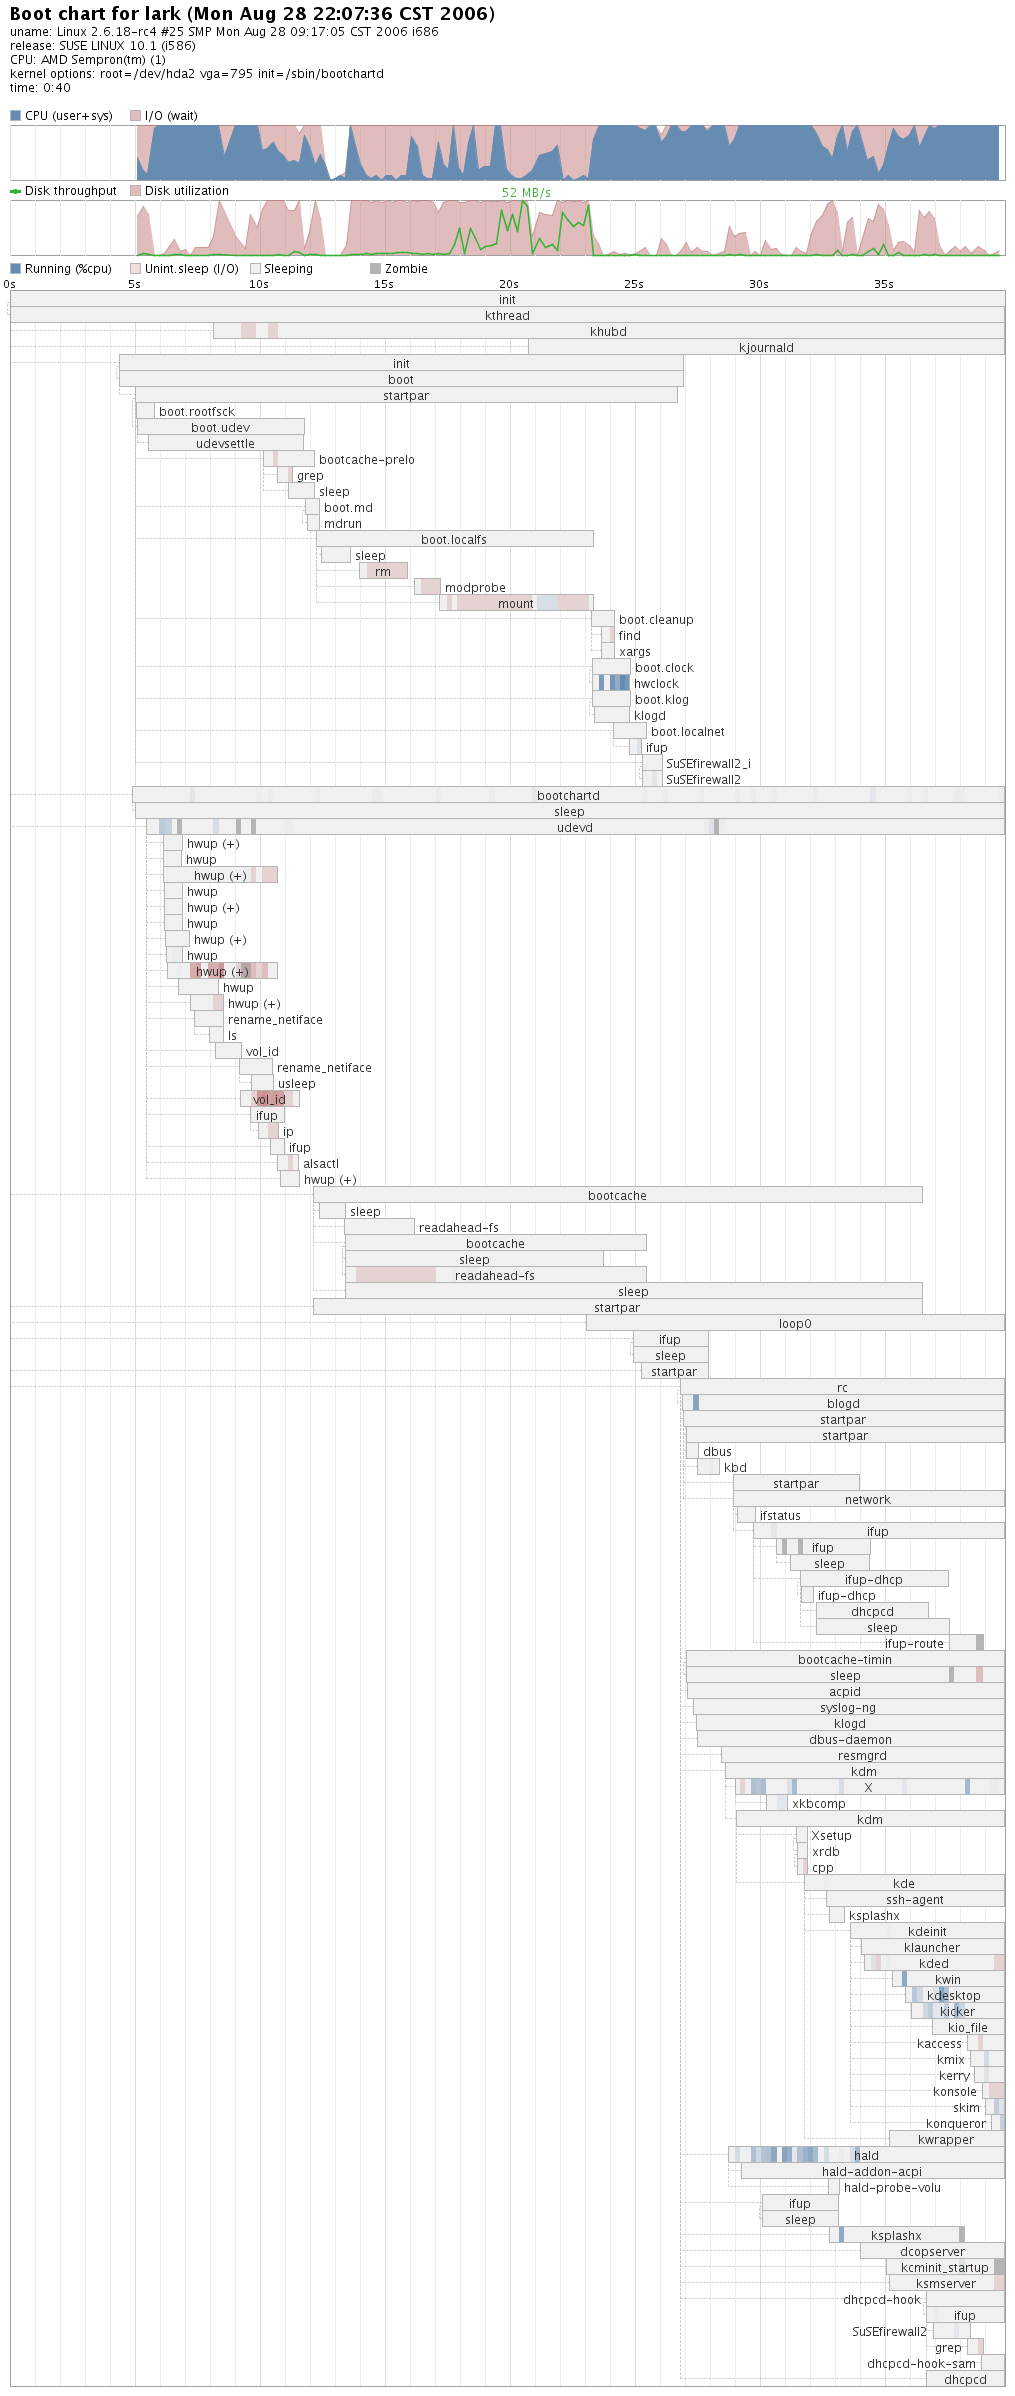 Boot chart for lark (Mon Aug 28 22:07:36 CST 2006)
uname: Linux 2.6.18-rc4 #25 SMP Mon Aug 28 09:17:05 CST 2006 i686
release: SUSE LINUX 10.1 (i586)
CPU: AMD Sempron(tm) (1)
kernel options: root=/dev/hda2 vga=795 init=/sbin/bootchartd
time: 0:40
CPU (user+sys) I/O (wait)
Disk throughput Disk utilization 52 MB/s
Running (%cpu) Unint.sleep (I/O) Sleeping Zombie
0s 5s 10s 15s 20s 25s 30s 35s
init
kthread
khubd
kjournald
init
boot
startpar
boot.rootfsck
boot.udev
udevsettle
bootcache-prelo
grep
sleep
boot.md
mdrun
boot.localfs
sleep
rm
modprobe
mount
boot.cleanup
find
xargs
boot.clock
hwclock
boot.klog
klogd
boot.localnet
ifup
SuSEfirewall2_i
SuSEfirewall2
bootchartd
sleep
udevd
hwup (+)
hwup
hwup (+)
hwup
hwup (+)
hwup
hwup (+)
hwup
hwup (+)
hwup
hwup (+)
rename_netiface
ls
vol_id
rename_netiface
usleep
vol_id
ifup
ip
ifup
alsactl
hwup (+)
bootcache
sleep
readahead-fs
bootcache
sleep
readahead-fs
sleep
startpar
loop0
ifup
sleep
startpar
rc
blogd
startpar
startpar
dbus
kbd
startpar
network
ifstatus
ifup
ifup
sleep
ifup-dhcp
ifup-dhcp
dhcpcd
sleep
ifup-route
bootcache-timin
sleep
acpid
syslog-ng
klogd
dbus-daemon
resmgrd
kdm
X
xkbcomp
kdm
Xsetup
xrdb
cpp
kde
ssh-agent
ksplashx
kdeinit
klauncher
kded
kwin
kdesktop
kicker
kio_file
kaccess
kmix
kerry
konsole
skim
konqueror
kwrapper
hald
hald-addon-acpi
hald-probe-volu
ifup
sleep
ksplashx
dcopserver
kcminit_startup
ksmserver
dhcpcd-hook
ifup
SuSEfirewall2
grep
dhcpcd-hook-sam
dhcpcd